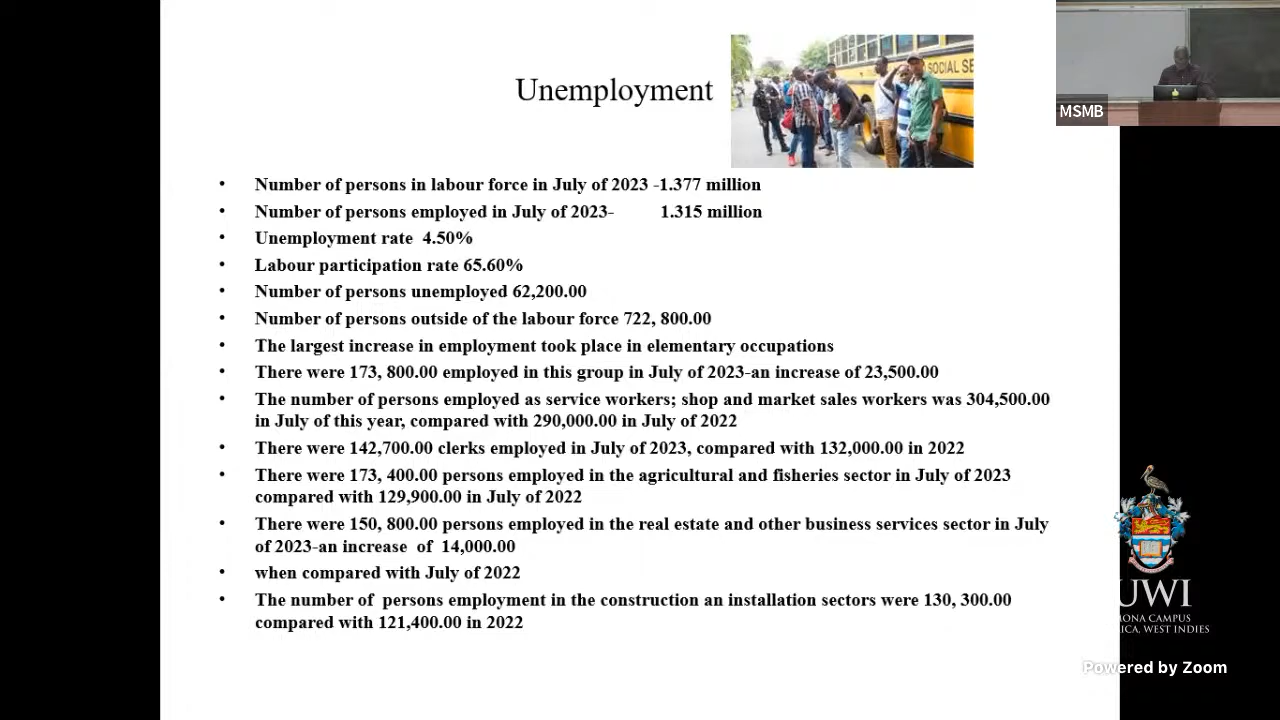 Unemployment
SOCIAL SE
MSMB
• Number of persons in labour force in July of 2023 -1.377 million
• Number of persons employed in July of 2023- 1.315 million
• Unemployment rate 4.50%
• Labour participation rate 65.60%
• Number of persons unemployed 62,200.00
• Number of persons outside of the labour force 722, 800.00
• The largest increase in employment took place in elementary occupations
• There were 173, 800.00 employed in this group in July of 2023-an increase of 23,500.00
• The number of persons employed as service workers; shop and market sales workers was 304,500.00
in July of this year, compared with 290,000.00 in July of 2022
• There were 142,700.00 clerks employed in July of 2023, compared with 132,000.00 in 2022
• There were 173, 400.00 persons employed in the agricultural and fisheries sector in July of 2023
compared with 129,900.00 in July of 2022
• There were 150, 800.00 persons employed in the real estate and other business services sector in July
of 2023-an increase of 14,000.00
• when compared with July of 2022
• The number of persons employment in the construction an installation sectors were 130, 300.00
compared with 121,400.00 in 2022
UWI
MONA CAMPUS
ICA, WEST INDIES
Powered by Zoom